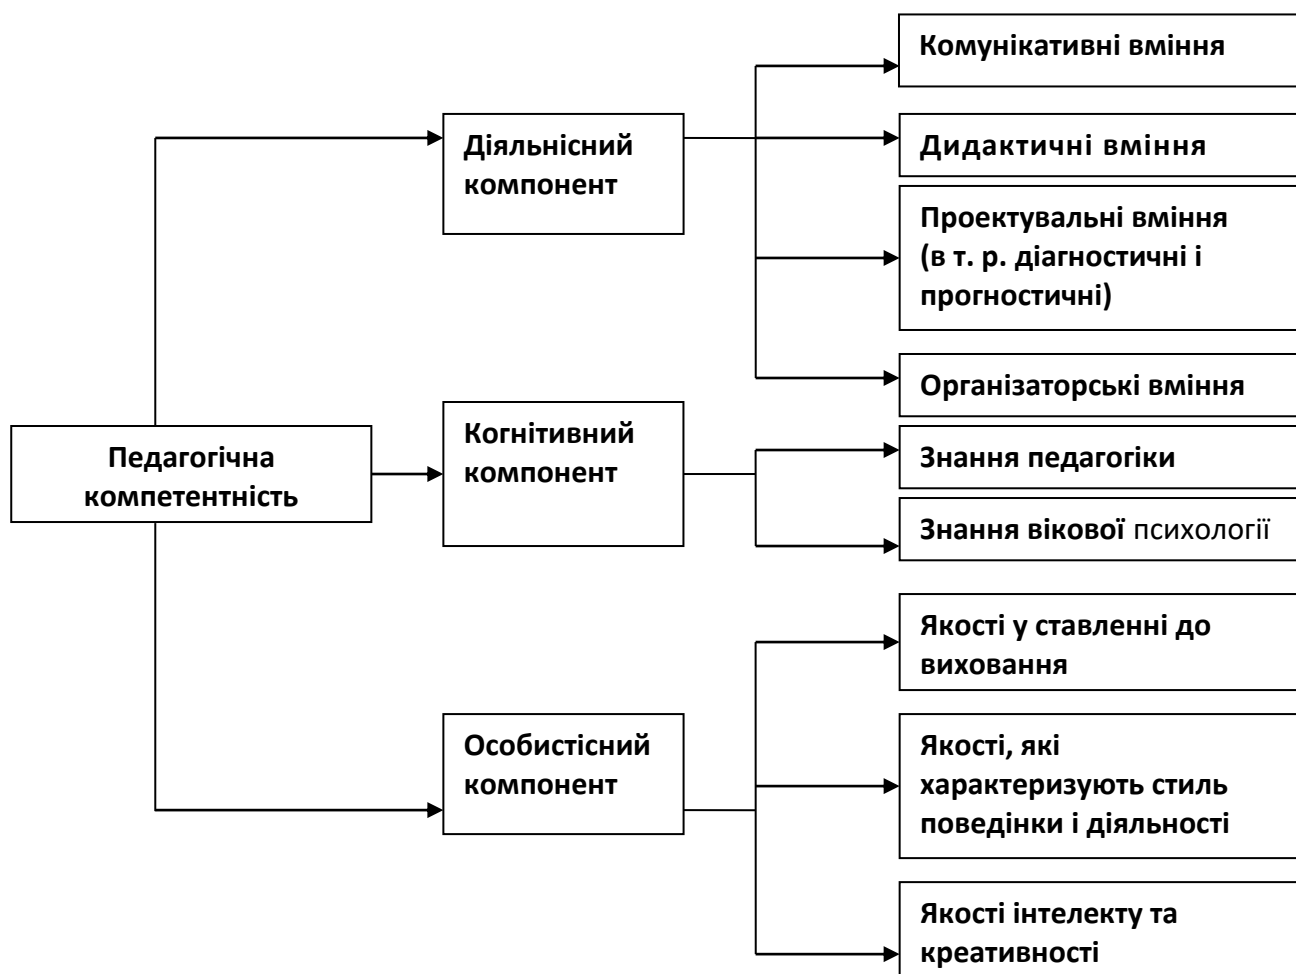 Педагогічна
компетентність
Діяльнісний
компонент
Комунікативні вміння
Дидактичні вміння
Проектувальні вміння
(в т. р. діагностичні і
прогностичні)
Організаторські вміння
Когнітивний
компонент
Знання педагогіки
Знання вікової психології
Особистісний
компонент
Якості у ставленні до
виховання
Якості, які
характеризують стиль
поведінки і діяльності
Якості інтелекту та
креативності